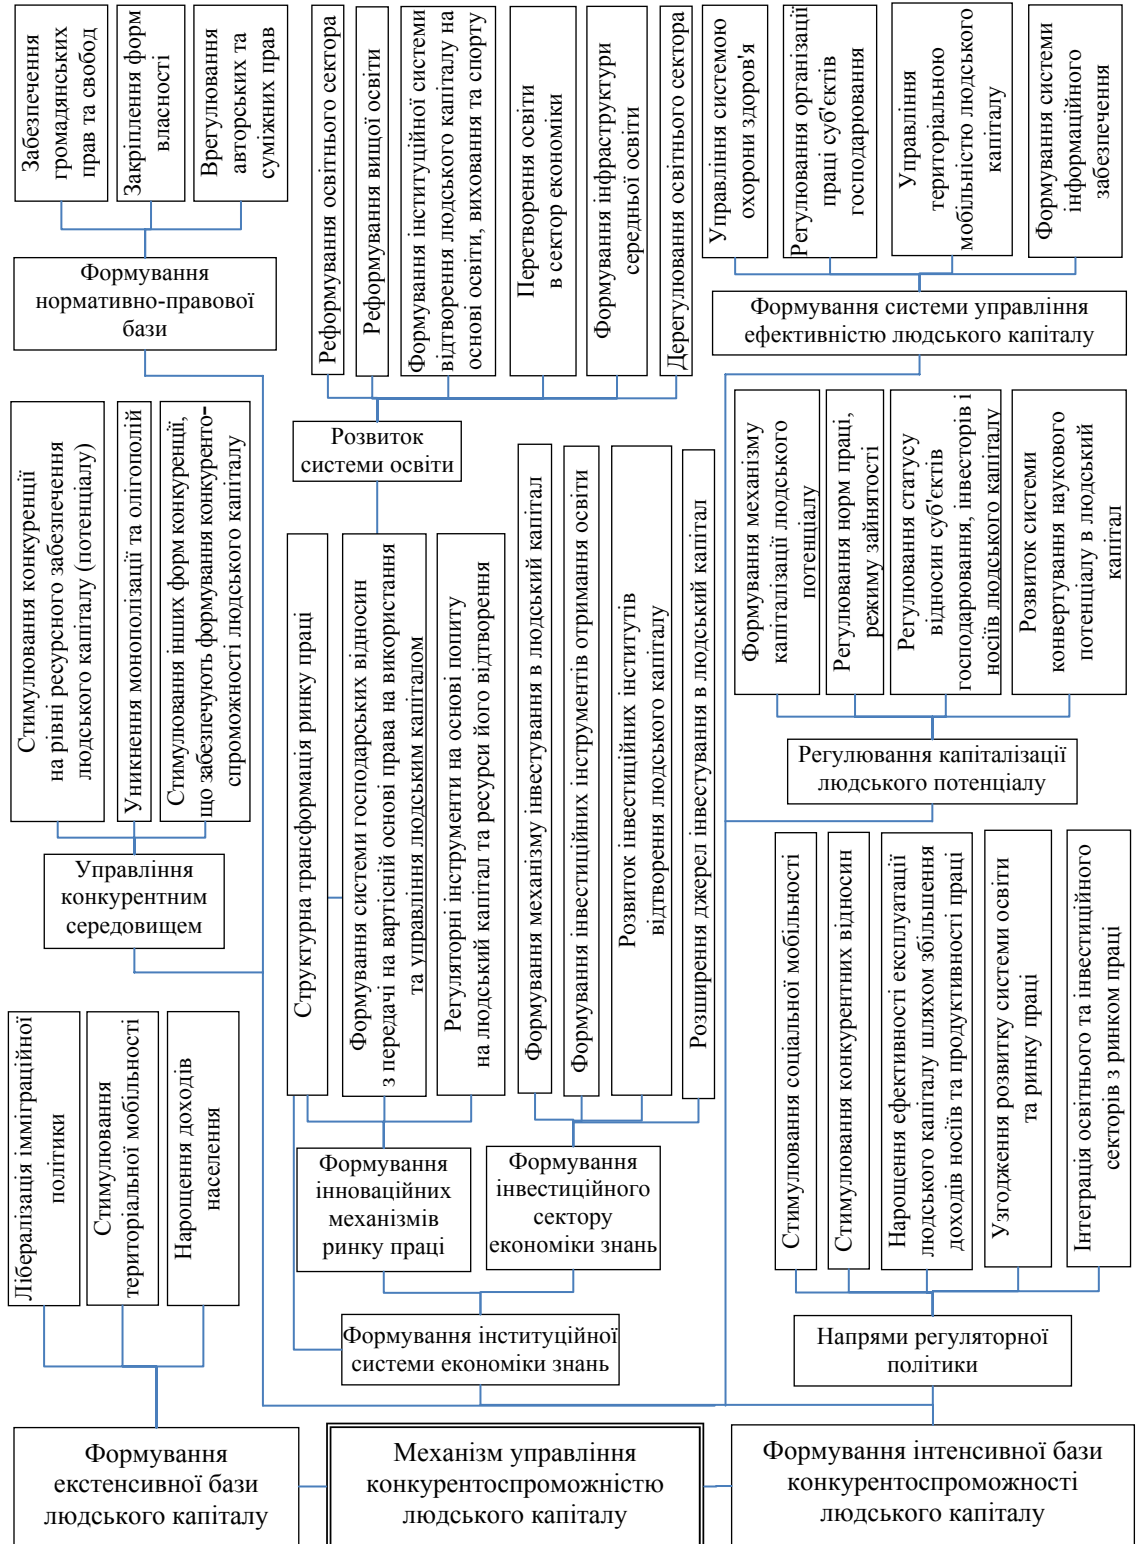 Забезпечення
громадянських
прав та свобод
Закріплення форм
власності
Врегулювання
авторських та
суміжних прав
Формування
нормативно-правової
бази
Реформування освітнього сектора
Реформування вищої освіти
Формування інституційної системи
відтворення людського капіталу на
основі освіти, виховання та спорту
Перетворення освіти
в сектор економіки
Формування інфраструктури
середньої освіти
Дерегулювання освітнього сектора
Розвиток
системи освіти
Управління системою
охорони здоров'я
Регулювання організації
праці суб'єктів
господарювання
Управління
територіальною
мобільністю людського
капіталу
Формування системи
інформаційного
забезпечення
Формування системи управління
ефективністю людського капіталу
Стимулювання конкуренції
на рівні ресурсного забезпечення
людського капіталу (потенціалу)
Уникнення монополізації та олігополій
Стимулювання інших форм конкуренції,
що забезпечують формування конкуренто-
спроможності людського капіталу
Управління
конкурентним
середовищем
Структурна трансформація ринку праці
Формування системи господарських відносин
з передачі на вартісній основі права на використання
та управління людським капіталом
Регуляторні інструменти на основі попиту
на людський капітал та ресурси його відтворення
Формування механізму інвестування в людський капітал
Формування інвестиційних інструментів отримання освіти
Розвиток інвестиційних інститутів
відтворення людського капіталу
Розширення джерел інвестування в людський капітал
Формування механізму
капіталізації людського
потенціалу
Регулювання норм праці,
режиму зайнятості
Регулювання статусу
відносин суб'єктів
господарювання, інвесторів і
носіїв людського капіталу
Розвиток системи
конвертування наукового
потенціалу в людський
капітал
Регулювання капіталізації
людського потенціалу
Лібералізація імміграційної
політики
Стимулювання
територіальної мобільності
Нарощення доходів
населення
Формування
інноваційних
механізмів
ринку праці
Формування
інвестиційного
сектору
економіки знань
Формування інституційної
системи економіки знань
Стимулювання соціальної мобільності
Стимулювання конкурентних відносин
Нарощення ефективності експлуатації
людського капіталу шляхом збільшення
доходів носіїв та продуктивності праці
Узгодження розвитку системи освіти
та ринку праці
Інтеграція освітнього та інвестиційного
секторів з ринком праці
Напрями регуляторної
політики
Формування
екстенсивної бази
людського капіталу
Механізм управління
конкурентоспроможністю
людського капіталу
Формування інтенсивної бази
конкурентоспроможності
людського капіталу